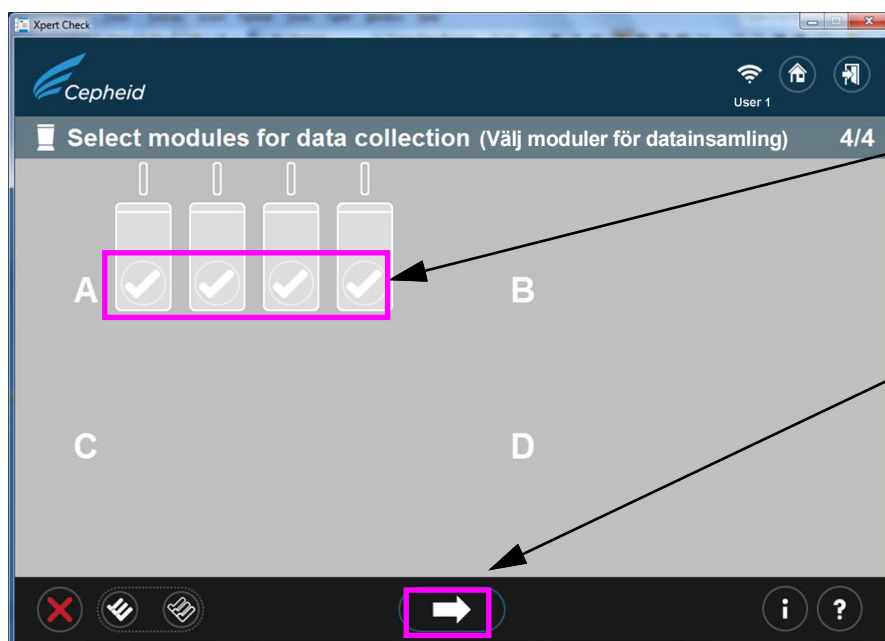 Xpert Check
Cepheid
User 1
Select modules for data collection (Välj moduler för datainsamling) 4/4
A
B
C
D
i ?